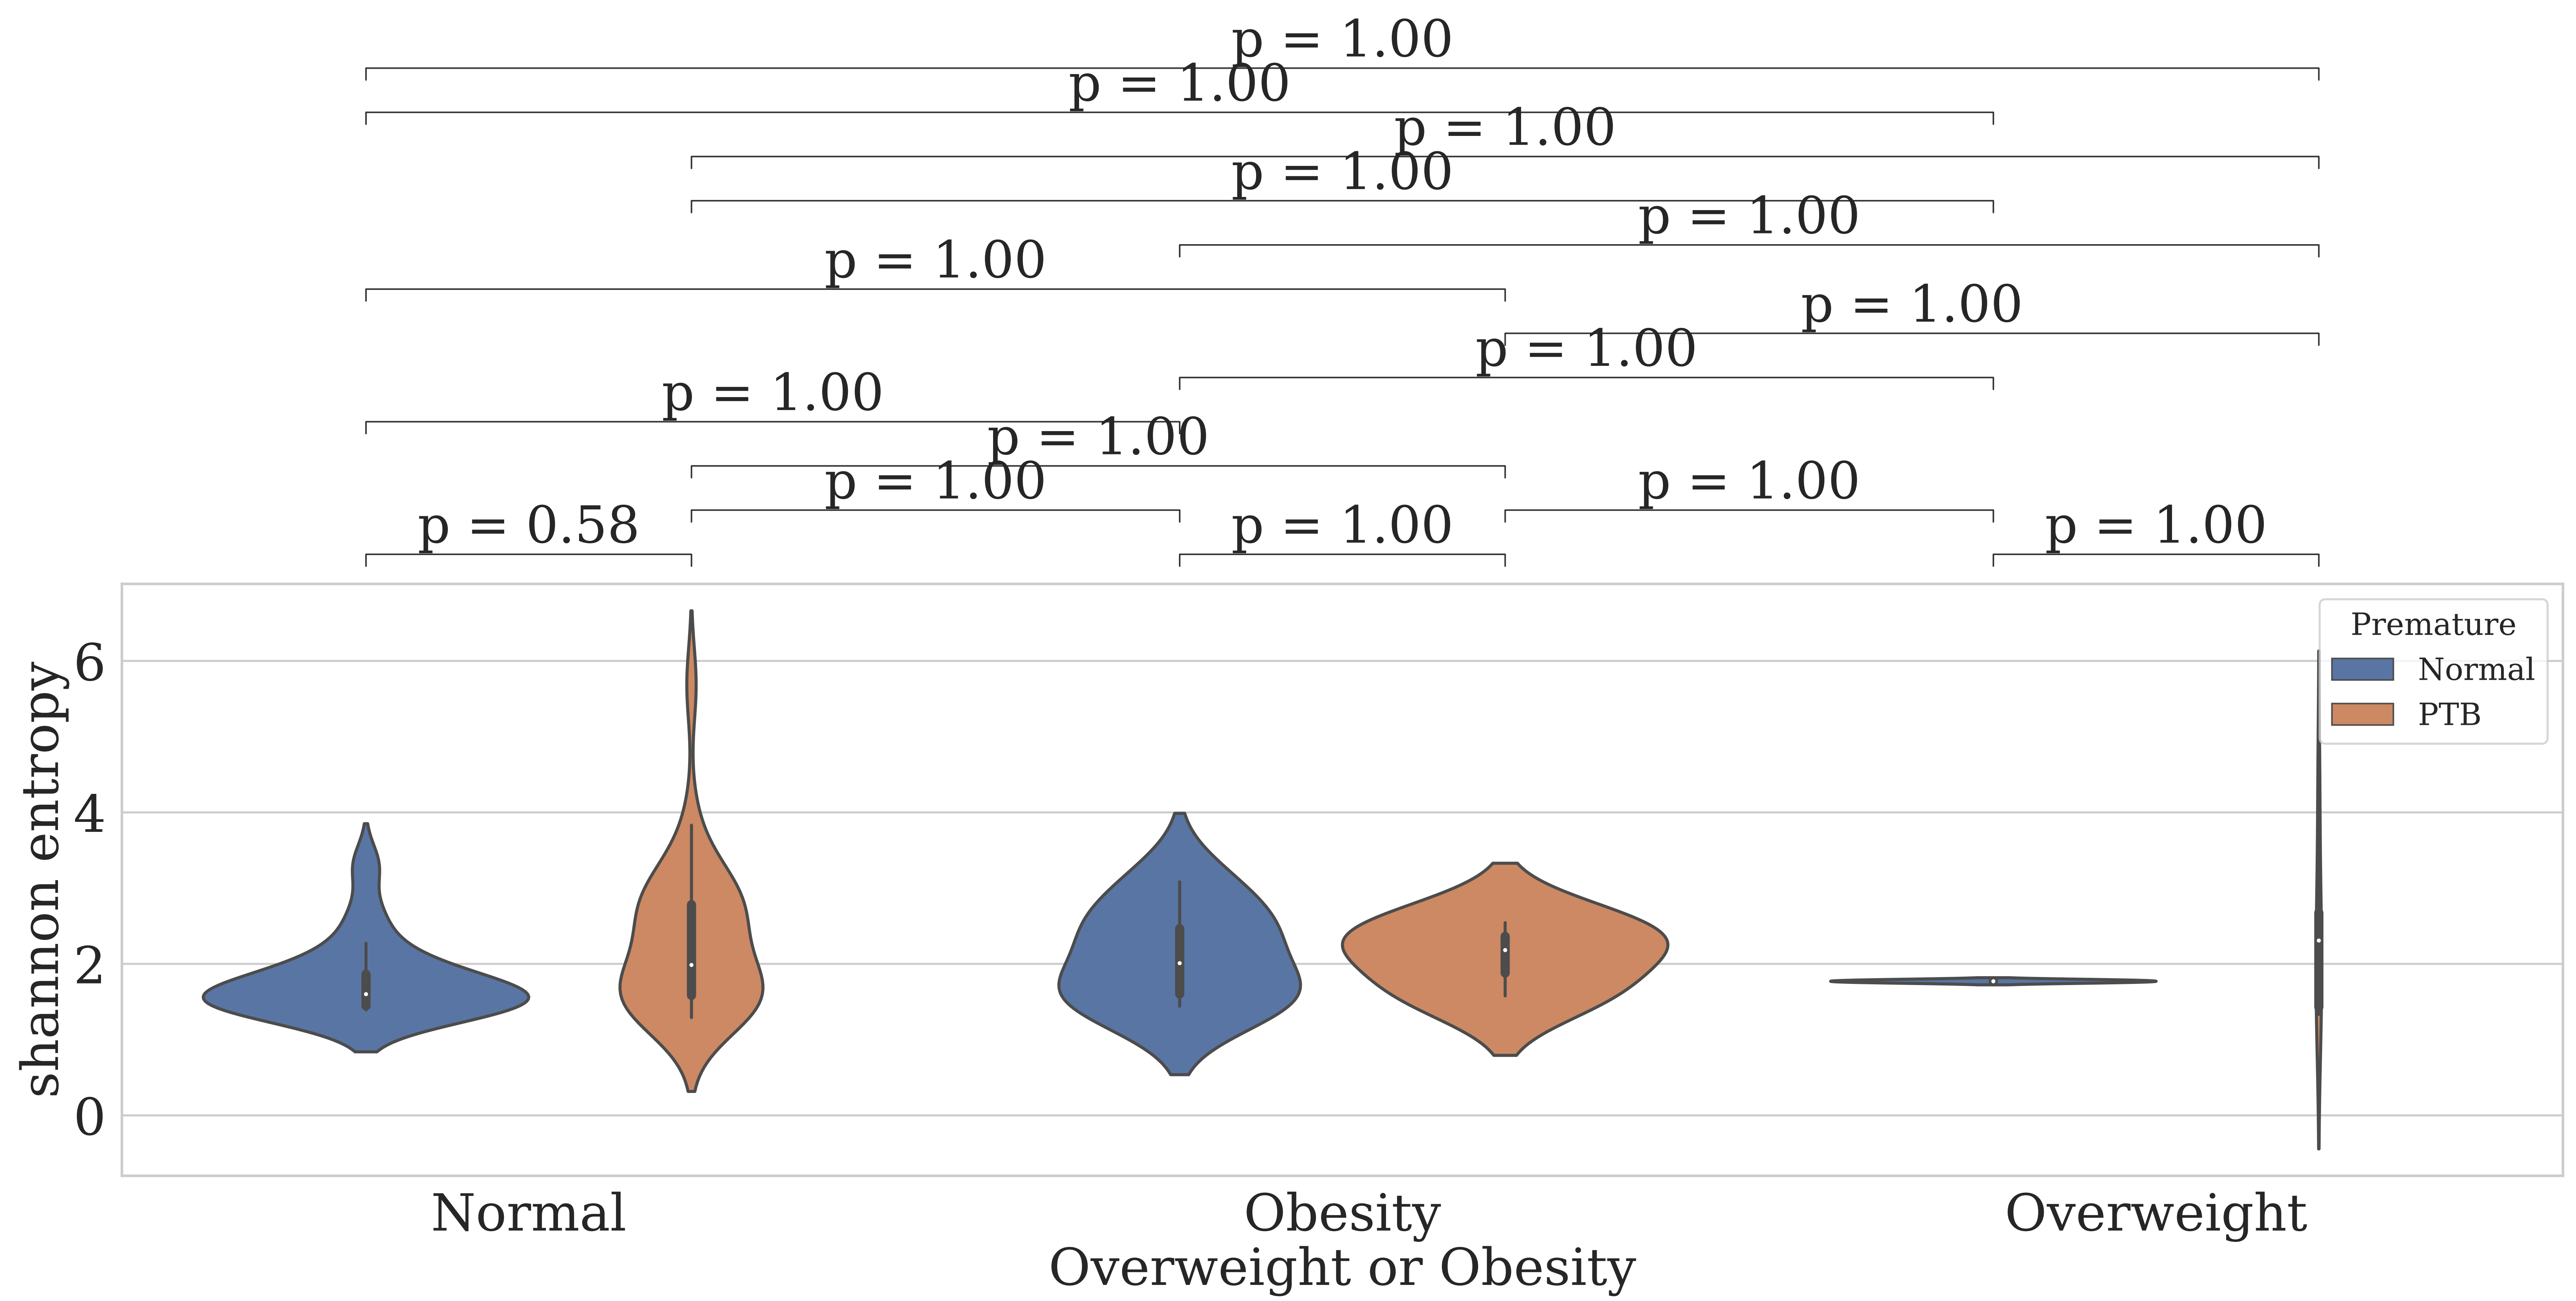 p = 1.00
p = 1.00
p = 1.00
p = 1.00
p = 1.00
p = 1.00
p = 1.00
p = 1.00
p = 1.00
p = 1.00
p = 1.00
p = 1.00
p = 0.58
p = 1.00
p = 1.00
Premature
Normal
PTB
shannon entropy
6
4
2
0
Normal
Obesity
Overweight
Overweight or Obesity